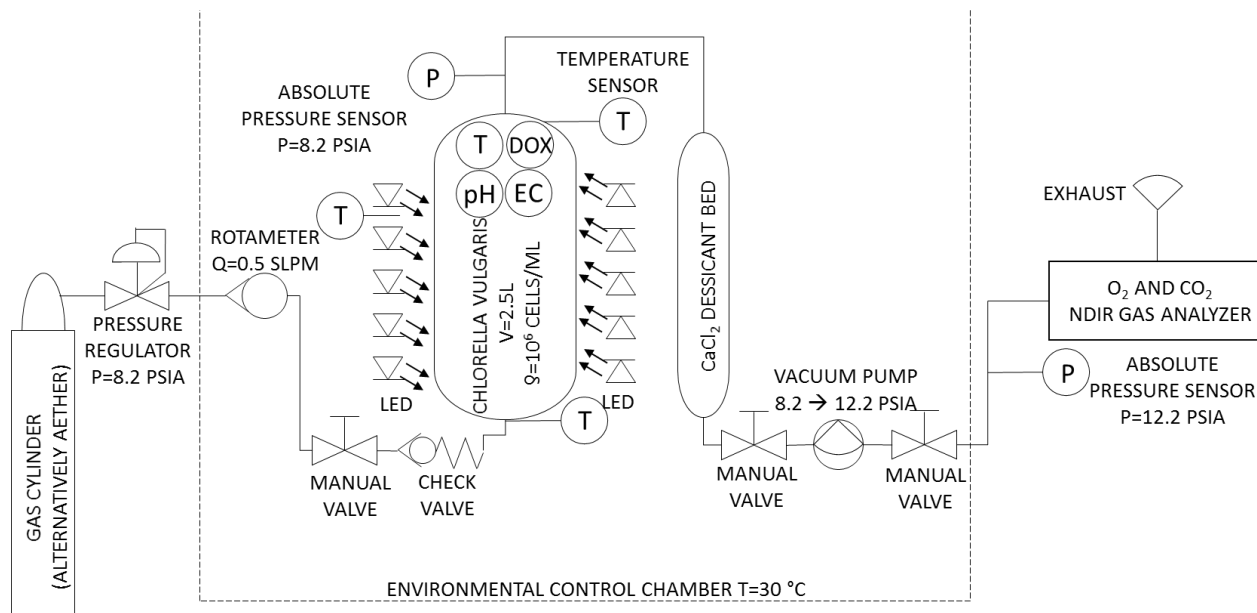 ABSOLUTE
PRESSURE SENSOR
P=8.2 PSIA
P
TEMPERATURE
SENSOR
T
T
DOX
pH
EC
T
ROTAMETER
Q=0.5 SLPM
PRESSURE
REGULATOR
P=8.2 PSIA
GAS CYLINDER
(ALTERNATIVELY AETHER)
LED
CHLORELLA VULGARIS
V=2.5L
ƍ=10⁶ CELLS/ML
LED
T
MANUAL
VALVE
CHECK
VALVE
CaCl₂ DESSICANT BED
VACUUM PUMP
8.2 → 12.2 PSIA
MANUAL
VALVE
MANUAL
VALVE
EXHAUST
O₂ AND CO₂
NDIR GAS ANALYZER
P
ABSOLUTE
PRESSURE SENSOR
P=12.2 PSIA
ENVIRONMENTAL CONTROL CHAMBER T=30 °C